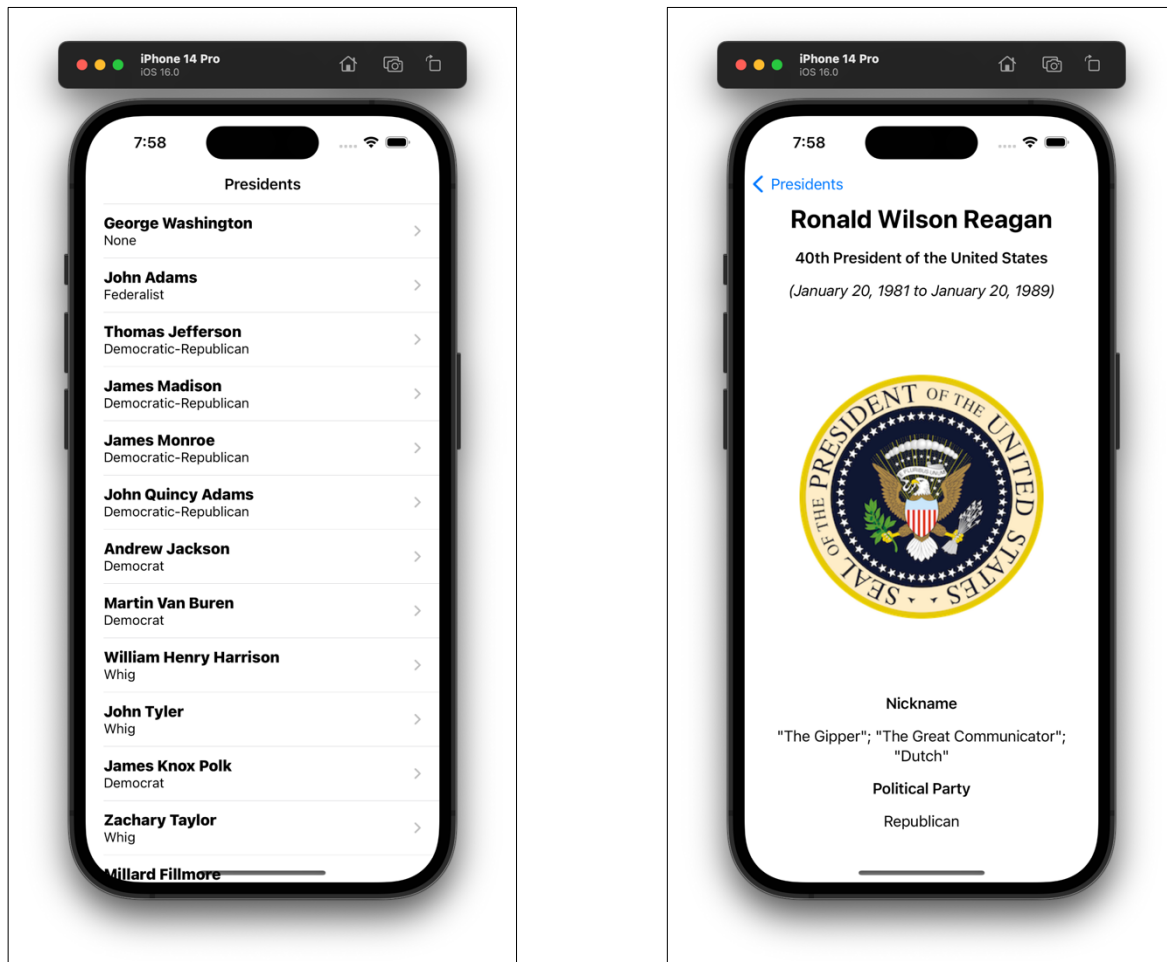 iPhone 14 Pro
iOS 16.0
7:58
Presidents
George Washington
None
John Adams
Federalist
Thomas Jefferson
Democratic-Republican
James Madison
Democratic-Republican
James Monroe
Democratic-Republican
John Quincy Adams
Democratic-Republican
Andrew Jackson
Democrat
Martin Van Buren
Democrat
William Henry Harrison
Whig
John Tyler
Whig
James Knox Polk
Democrat
Zachary Taylor
Whig
Millard Fillmore
iPhone 14 Pro
iOS 16.0
7:58
Presidents
Ronald Wilson Reagan
40th President of the United States
(January 20, 1981 to January 20, 1989)
SEAL OF THE PRESIDENT OF THE UNITED STATES
E PLURIBUS UNUM
Nickname
"The Gipper"; "The Great Communicator";
"Dutch"
Political Party
Republican